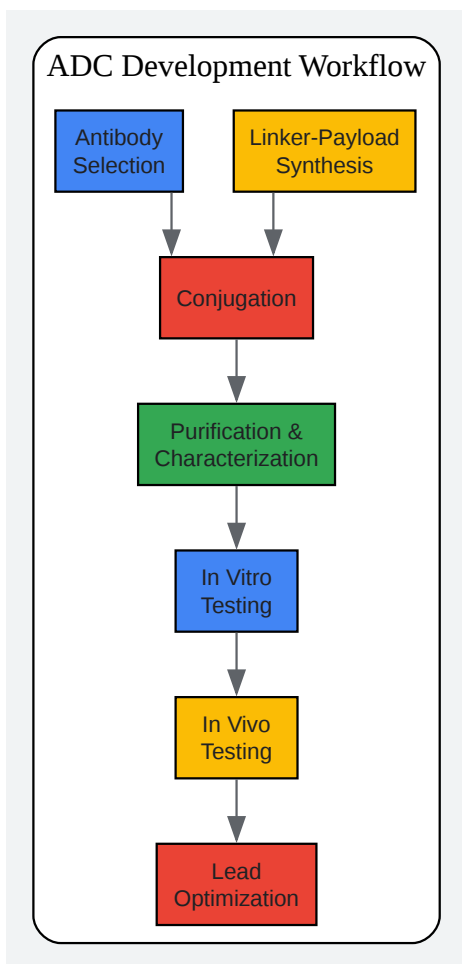 ADC Development Workflow
Antibody
Selection
Linker-Payload
Synthesis
Conjugation
Purification &
Characterization
In Vitro
Testing
In Vivo
Testing
Lead
Optimization